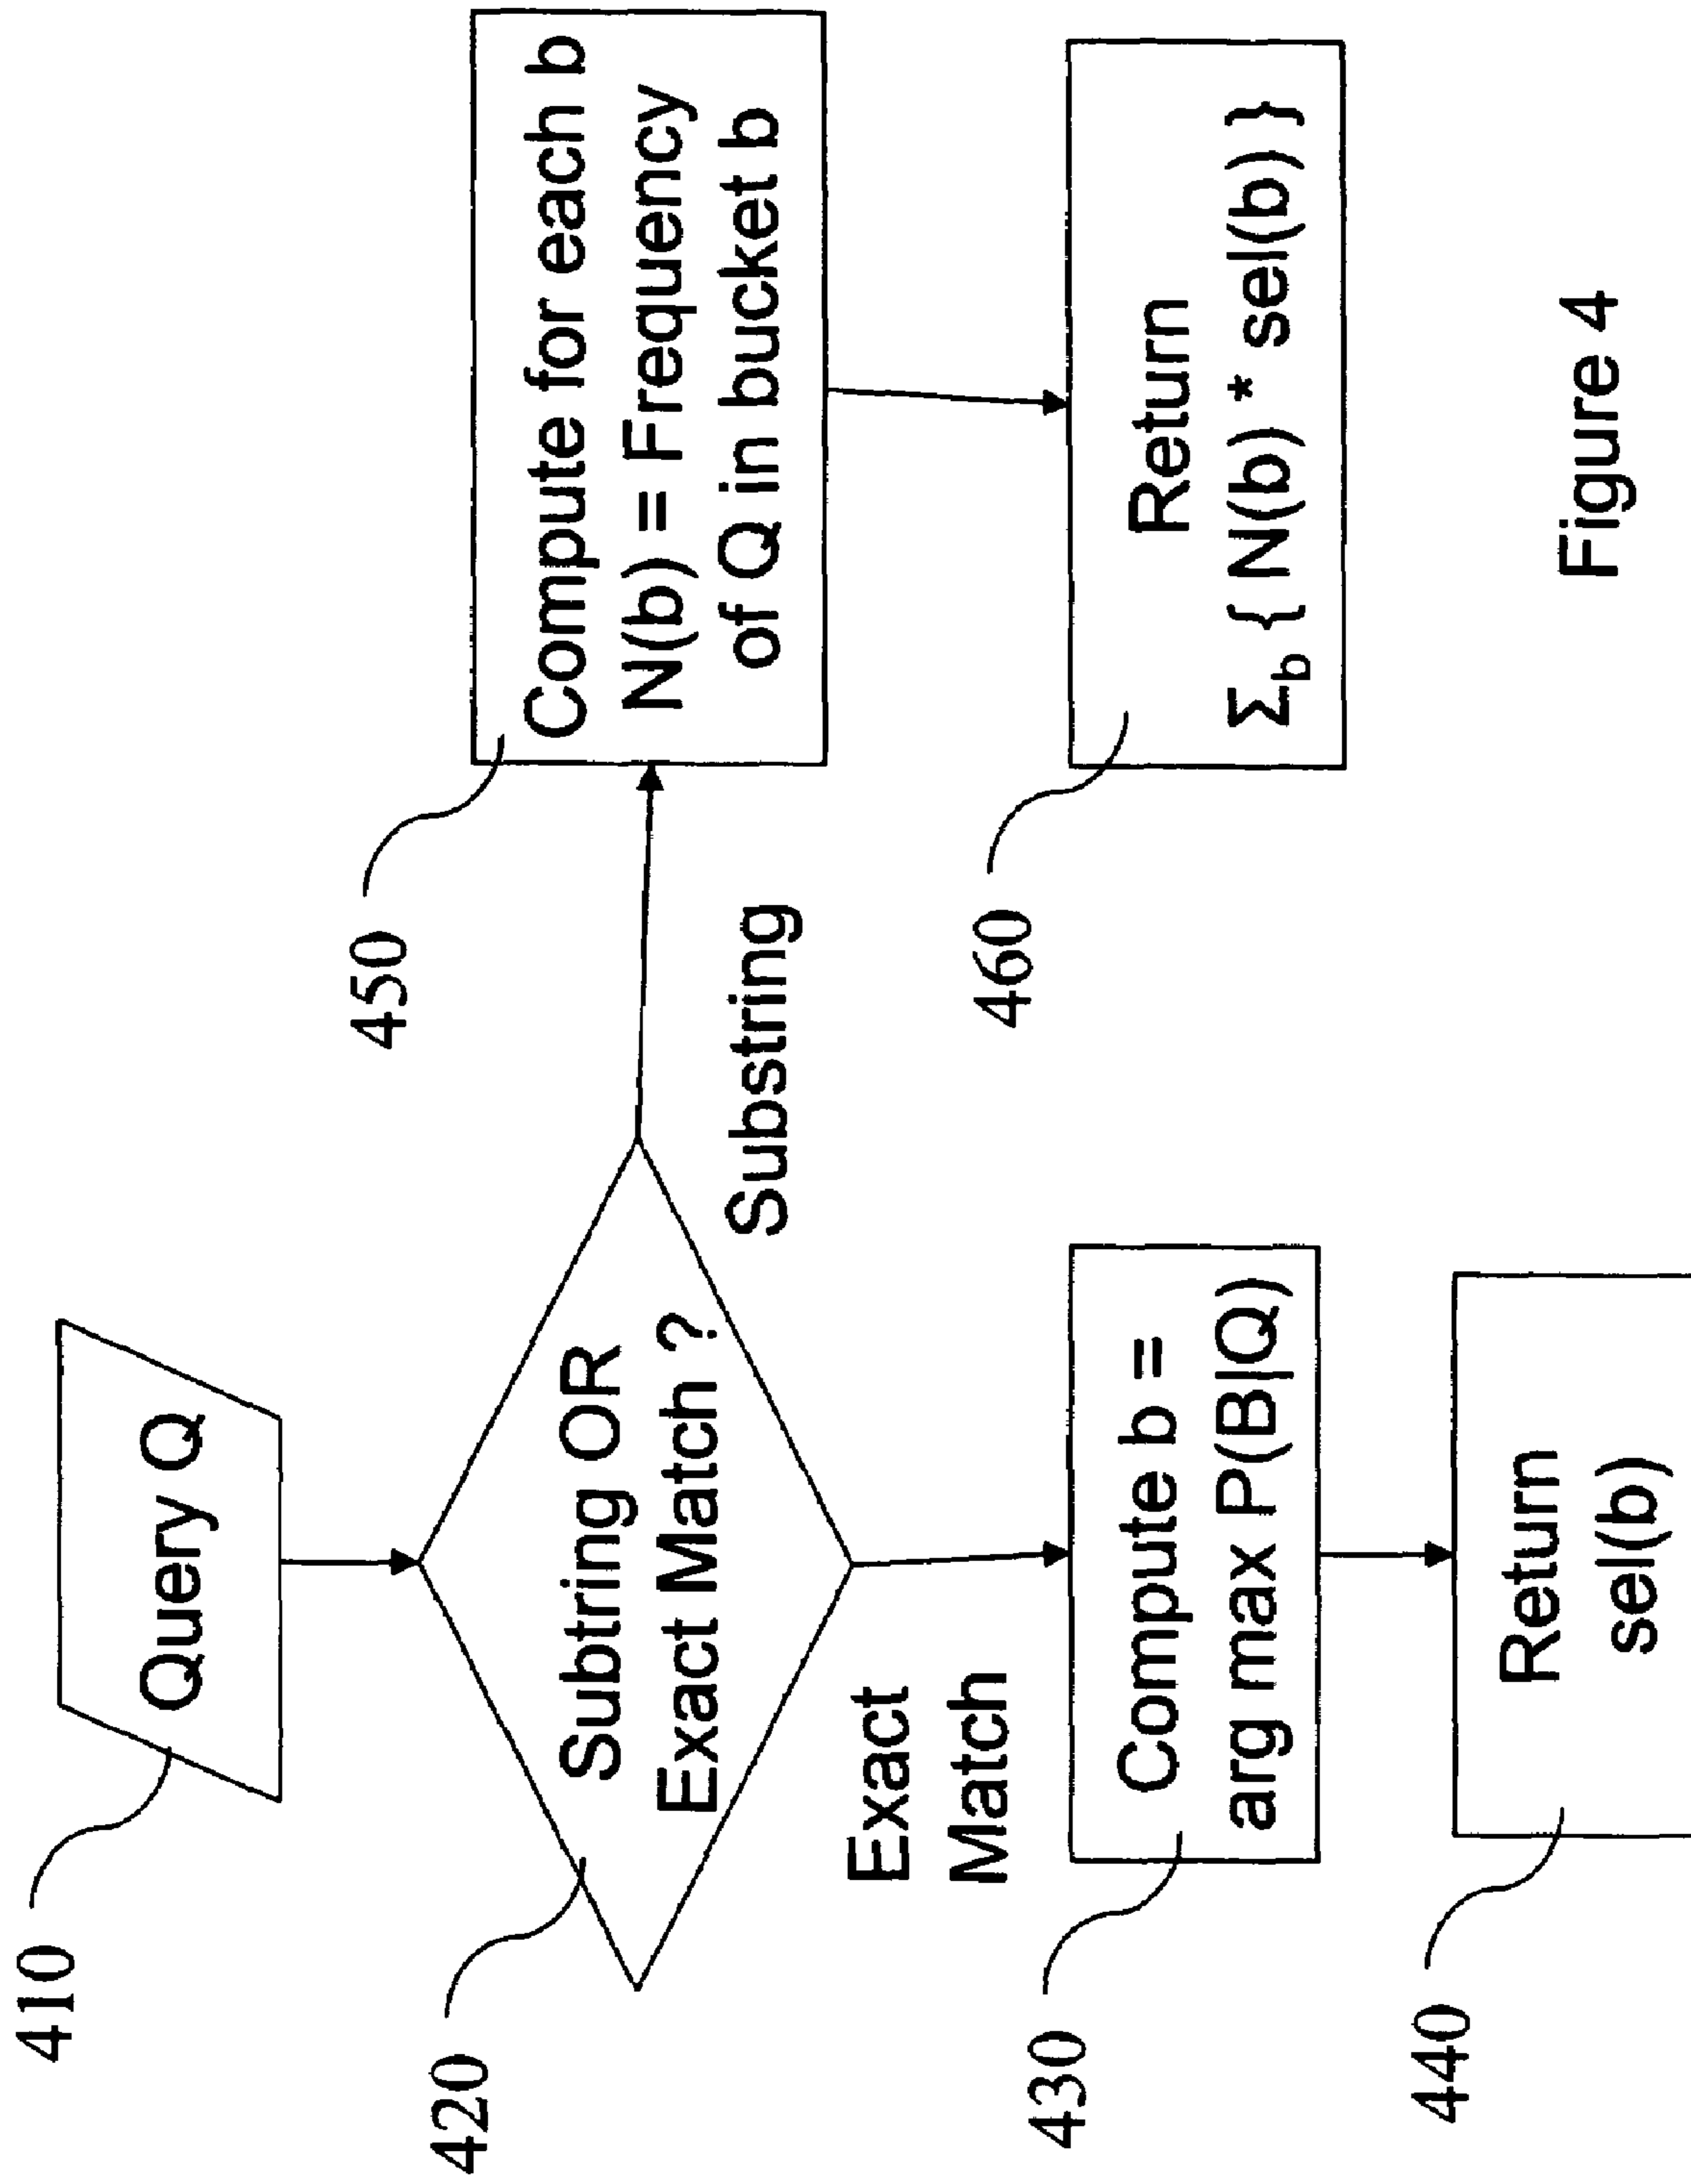 410
Query Q
420
Subtring OR
Exact Match ?
Exact
Match
Substring
430
Compute b =
arg max P(B|Q)
440
Return
sel(b)
450
Compute for each b
N(b) = Frequency
of Q in bucket b
460
Return
Σb { N(b) * sel(b) }
Figure 4